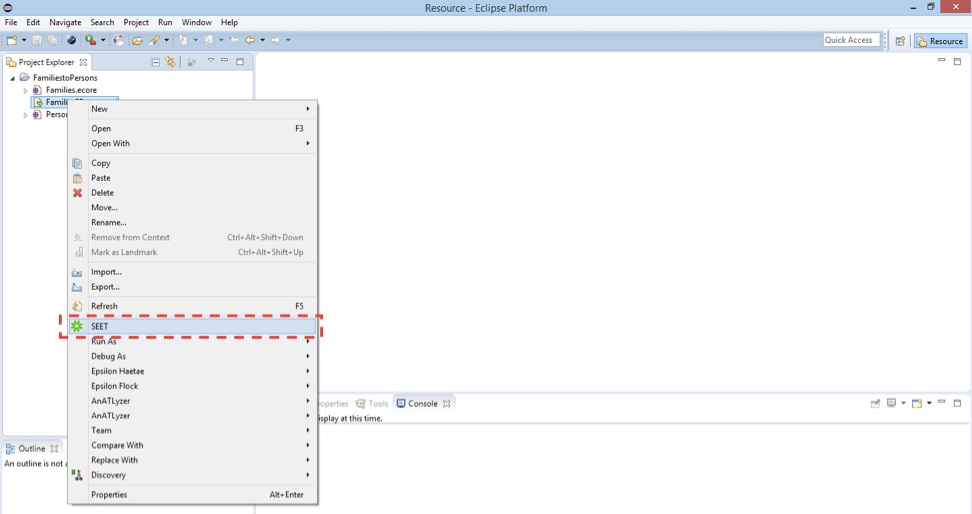 Resource - Eclipse Platform
File Edit Navigate Search Project Run Window Help
Quick Access
Resource
Project Explorer
FamiliestoPersons
Families.ecore
New
Open F3
Open With
Copy
Paste
Delete
Move...
Rename...
Remove from Context Ctrl+Alt+Shift+Down
Mark as Landmark Ctrl+Alt+Shift+Up
Import...
Export...
Refresh F5
SEET
Run As
Debug As
Epsilon Haetae
Epsilon Flock
AnATLyzer
AnATLyzer
Team
Compare With
Replace With
Discovery
Properties Alt+Enter
roperties Tools Console
isplay at this time.
Outline
An outline is not a